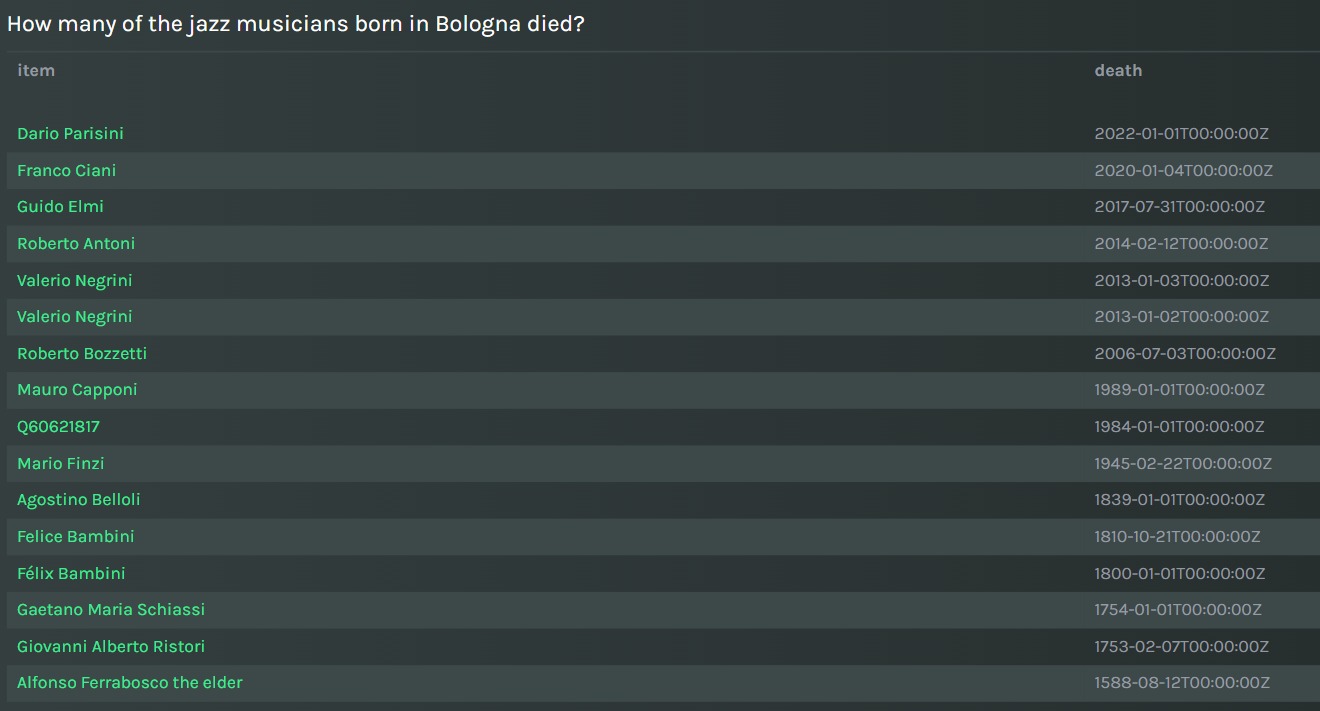 How many of the jazz musicians born in Bologna died?
item death
Dario Parisini 2022-01-01T00:00:00Z
Franco Ciani 2020-01-04T00:00:00Z
Guido Elmi 2017-07-31T00:00:00Z
Roberto Antoni 2014-02-12T00:00:00Z
Valerio Negrini 2013-01-03T00:00:00Z
Valerio Negrini 2013-01-02T00:00:00Z
Roberto Bozzetti 2006-07-03T00:00:00Z
Mauro Capponi 1989-01-01T00:00:00Z
Q60621817 1984-01-01T00:00:00Z
Mario Finzi 1945-02-22T00:00:00Z
Agostino Belloli 1839-01-01T00:00:00Z
Felice Bambini 1810-10-21T00:00:00Z
Félix Bambini 1800-01-01T00:00:00Z
Gaetano Maria Schiassi 1754-01-01T00:00:00Z
Giovanni Alberto Ristori 1753-02-07T00:00:00Z
Alfonso Ferrabosco the elder 1588-08-12T00:00:00Z